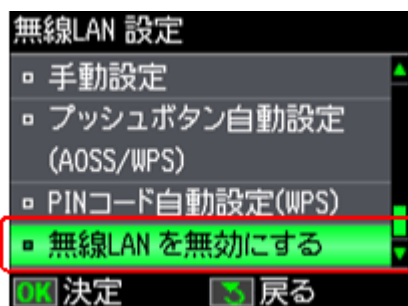 無線LAN 設定
手動設定
プッシュボタン自動設定
(AOSS/WPS)
PINコード自動設定(WPS)
無線LAN を無効にする
OK 決定 戻る